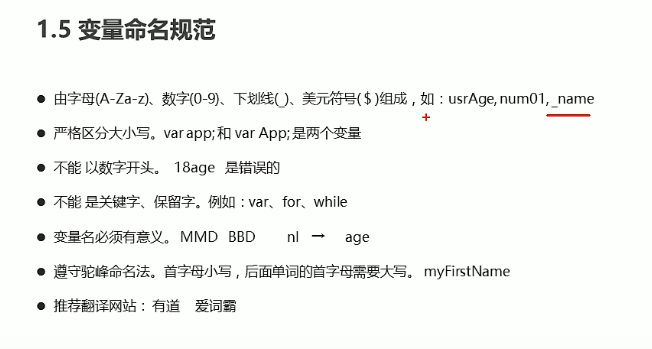 1.5 变量命名规范
● 由字母(A-Za-z)、数字(0-9)、下划线(_)、美元符号( $ )组成，如：usrAge, num01, _name
● 严格区分大小写。var app; 和 var App; 是两个变量
● 不能 以数字开头。 18age 是错误的
● 不能 是关键字、保留字。例如：var、for、while
● 变量名必须有意义。 MMD BBD nl → age
● 遵守驼峰命名法。首字母小写，后面单词的首字母需要大写。 myFirstName
● 推荐翻译网站： 有道 爱词霸